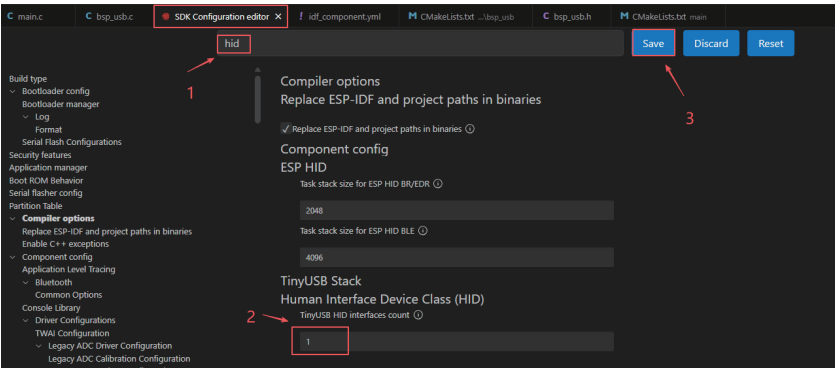 C main.c C bsp_usb.c SDK Configuration editor × ! idf_component.yml M CMakeLists.txt ...\bsp_usb C bsp_usb.h M CMakeLists.txt main
hid
Save Discard Reset
1
3
Build type
Bootloader config
Bootloader manager
Log
Format
Serial Flash Configurations
Security features
Application manager
Boot ROM Behavior
Serial flasher config
Partition Table
Compiler options
Replace ESP-IDF and project paths in binaries
Enable C++ exceptions
Component config
Application Level Tracing
Bluetooth
Common Options
Console Library
Driver Configurations
TWAI Configuration
Legacy ADC Driver Configuration
Legacy ADC Calibration Configuration
Compiler options
Replace ESP-IDF and project paths in binaries
Replace ESP-IDF and project paths in binaries
Component config
ESP HID
Task stack size for ESP HID BR/EDR
2048
Task stack size for ESP HID BLE
4096
TinyUSB Stack
Human Interface Device Class (HID)
2
TinyUSB HID interfaces count
1